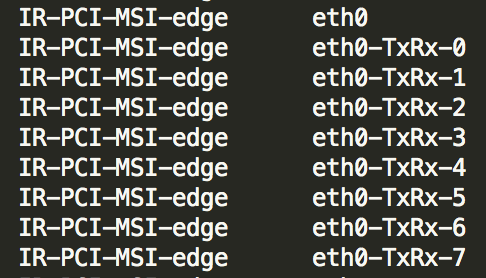 IR-PCI-MSI-edge eth0
IR-PCI-MSI-edge eth0-TxRx-0
IR-PCI-MSI-edge eth0-TxRx-1
IR-PCI-MSI-edge eth0-TxRx-2
IR-PCI-MSI-edge eth0-TxRx-3
IR-PCI-MSI-edge eth0-TxRx-4
IR-PCI-MSI-edge eth0-TxRx-5
IR-PCI-MSI-edge eth0-TxRx-6
IR-PCI-MSI-edge eth0-TxRx-7